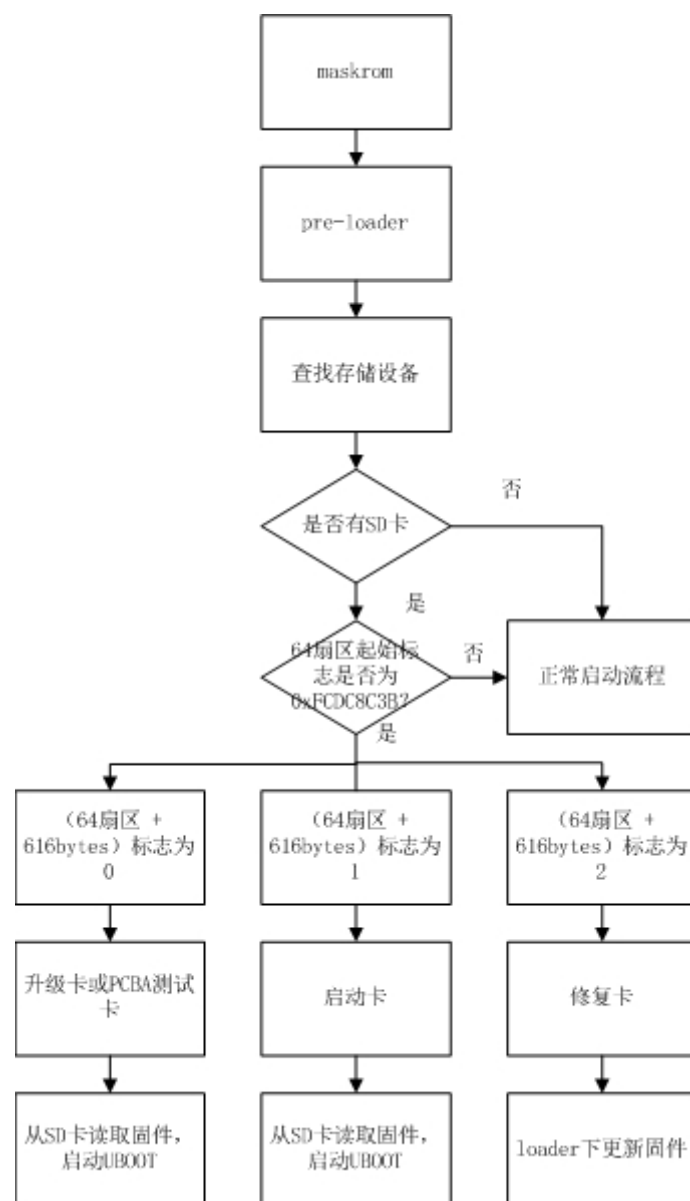 maskrom
pre-loader
查找存储设备
否
是否有SD卡
是
64扇区起始标
志是否为
0xFCDC8C3B?
否
正常启动流程
是
（64扇区 +
616bytes）标志为
0
（64扇区 +
616bytes）标志为
1
（64扇区 +
616bytes）标志为
2
升级卡或PCBA测试
卡
启动卡
修复卡
从SD卡读取固件，
启动UBOOT
从SD卡读取固件，
启动UBOOT
loader下更新固件